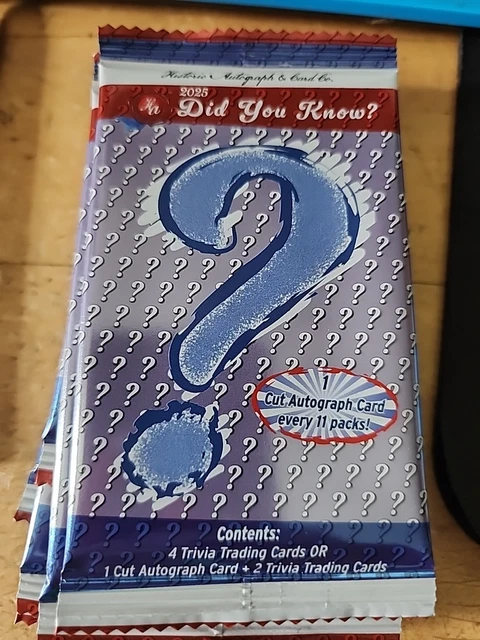 Historic Autograph & Card Co.
2025
HA Did You Know?
1
Cut Autograph Card
every 11 packs!
Contents:
4 Trivia Trading Cards OR
1 Cut Autograph Card + 2 Trivia Trading Cards